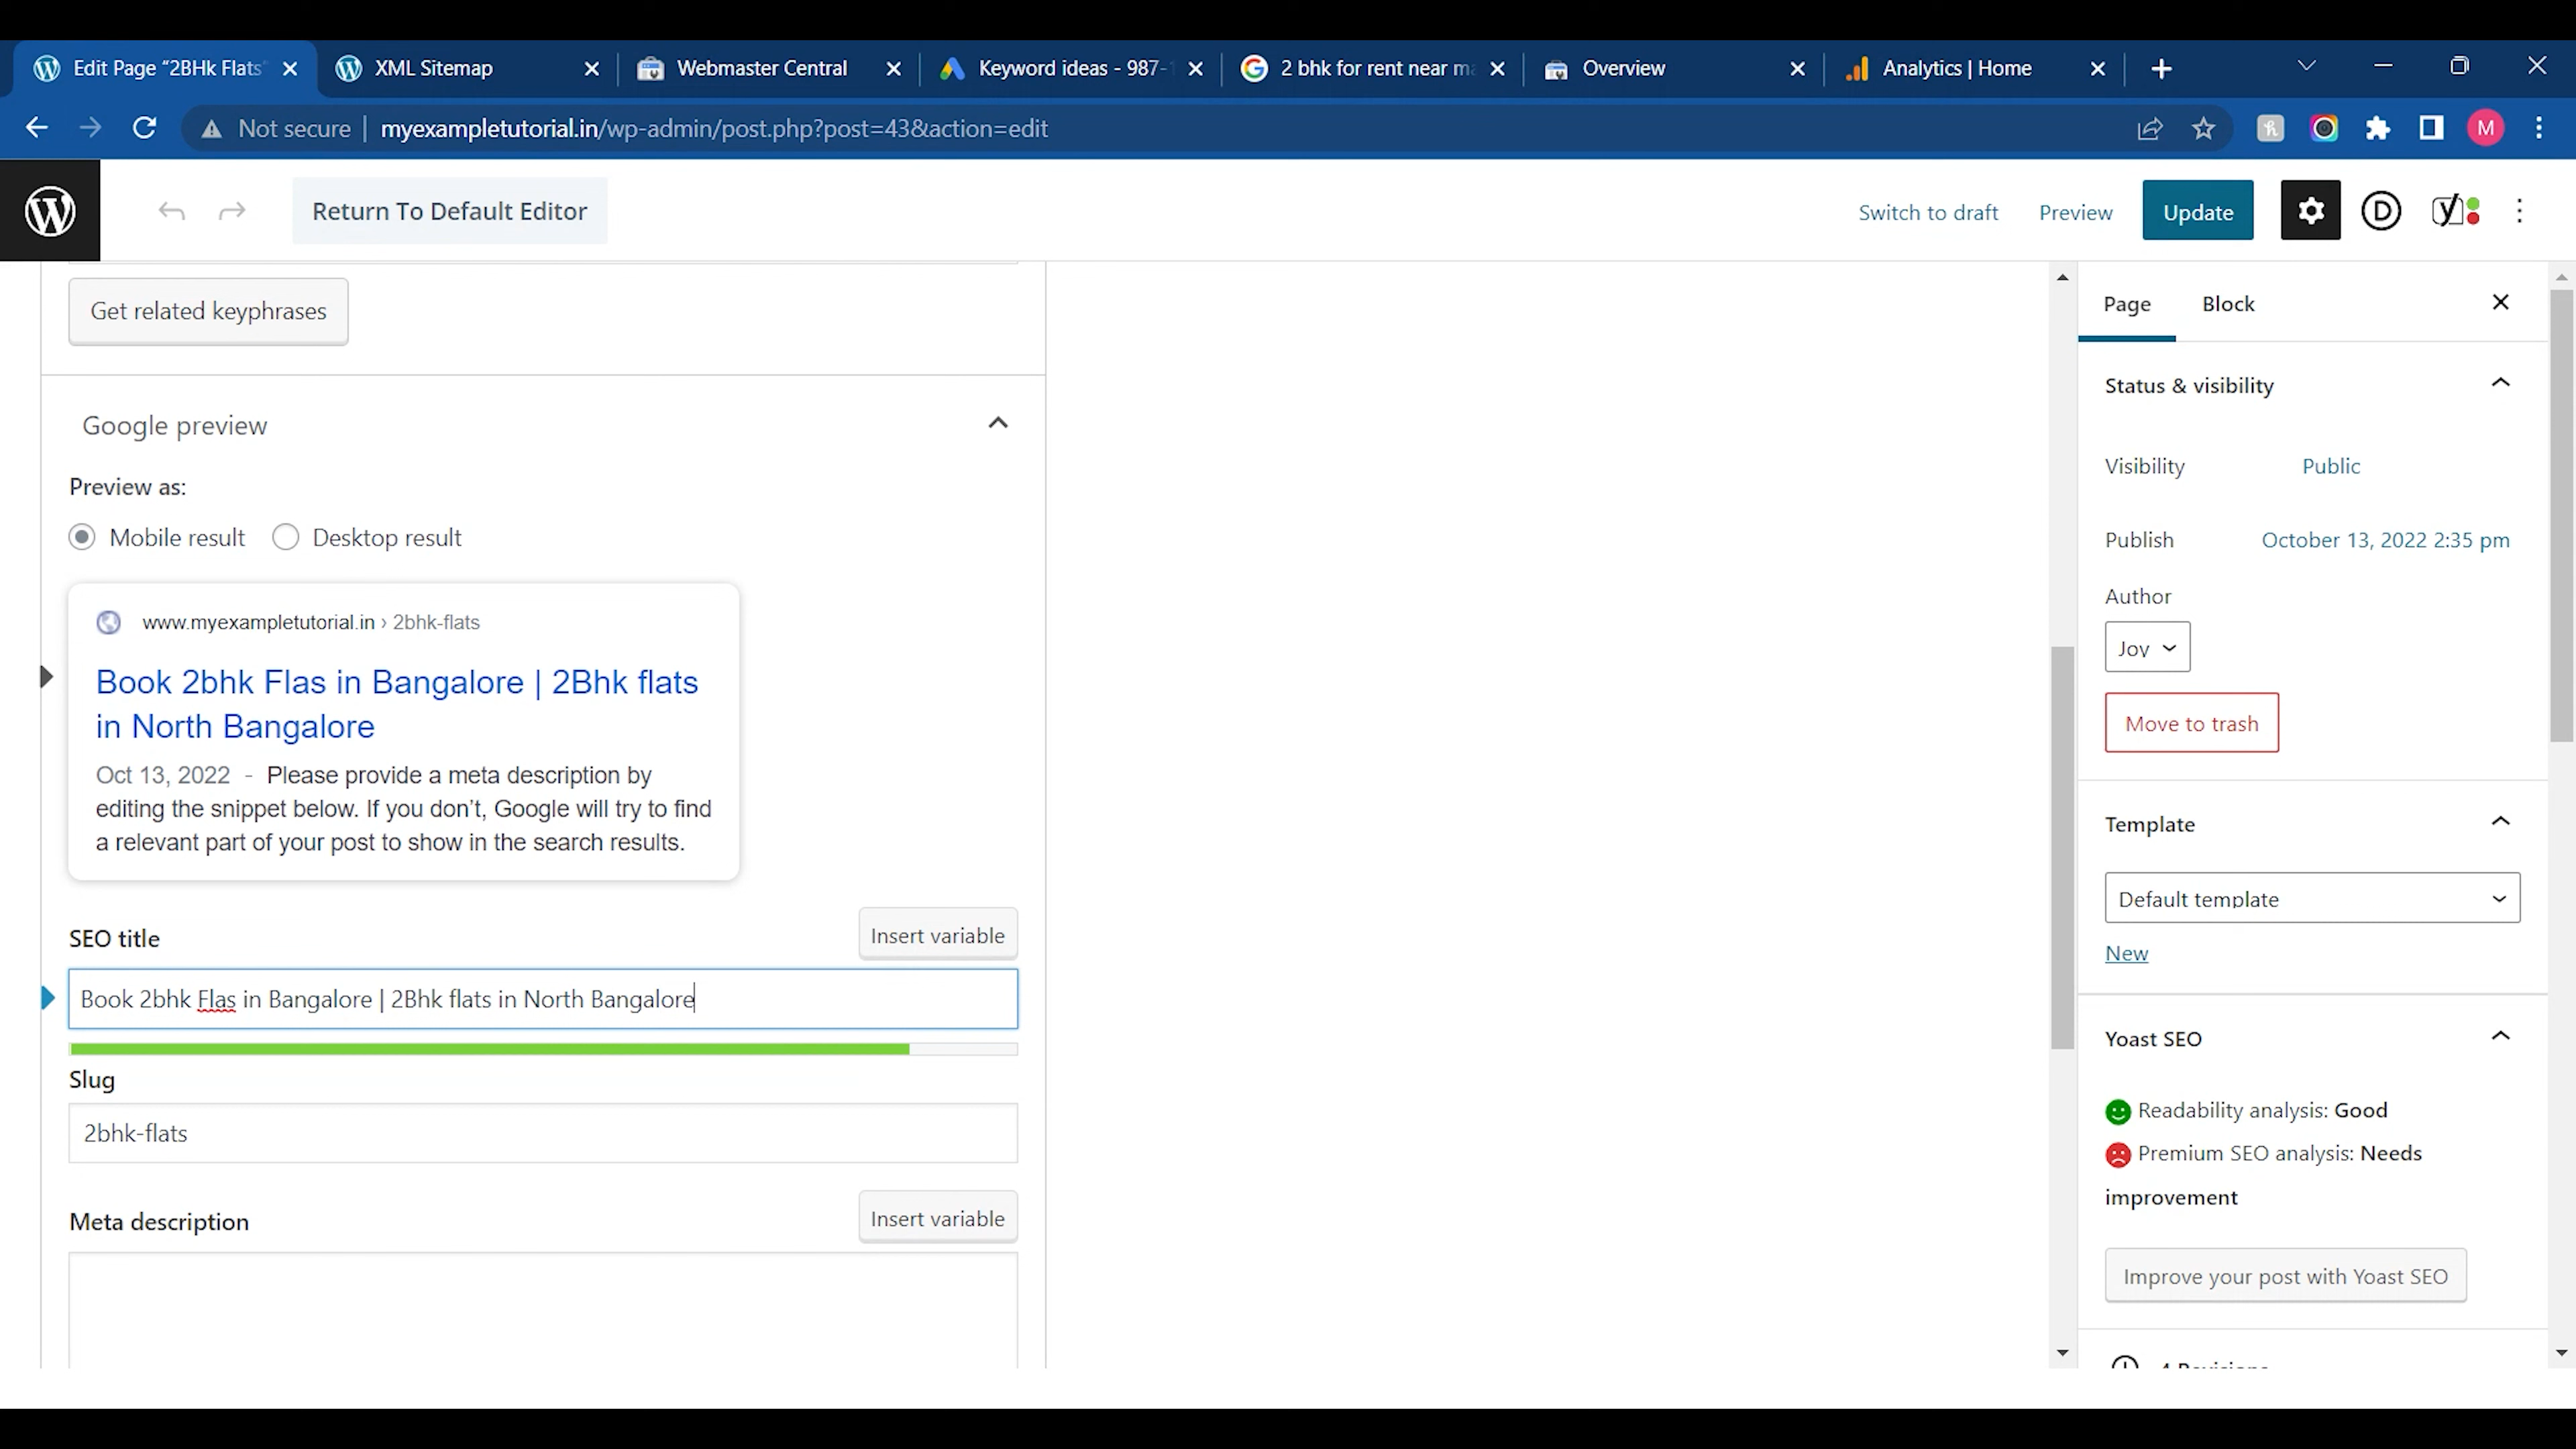 Edit Page “2BHk Flats”
XML Sitemap
Webmaster Central
Keyword ideas - 987-
2 bhk for rent near ma
Overview
Analytics | Home
Not secure
myexampletutorial.in/wp-admin/post.php?post=43&action=edit
M
Return To Default Editor
Switch to draft
Preview
Update
Get related keyphrases
Google preview
Preview as:
Mobile result
Desktop result
www.myexampletutorial.in › 2bhk-flats
Book 2bhk Flas in Bangalore | 2Bhk flats
in North Bangalore
Oct 13, 2022 - Please provide a meta description by
editing the snippet below. If you don’t, Google will try to find
a relevant part of your post to show in the search results.
SEO title
Insert variable
Book 2bhk Flas in Bangalore | 2Bhk flats in North Bangalore
Slug
2bhk-flats
Meta description
Insert variable
Page
Block
Status & visibility
Visibility
Public
Publish
October 13, 2022 2:35 pm
Author
Joy
Move to trash
Template
Default template
New
Yoast SEO
Readability analysis: Good
Premium SEO analysis: Needs
improvement
Improve your post with Yoast SEO
4 Revisions